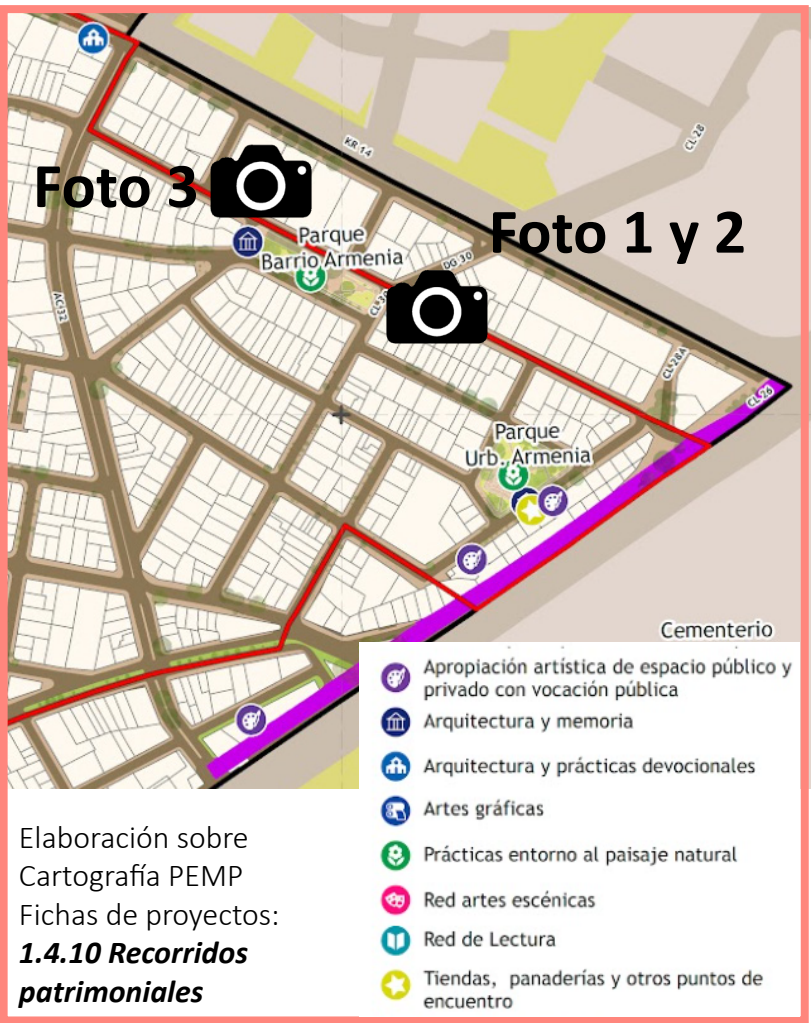 KR 14
CL 28
Foto 3
Foto 1 y 2
Parque
Barrio Armenia
DG 30
CL 30
AC 32
CL 28A
CL 26
Parque
Urb. Armenia
Cementerio
Apropiación artística de espacio público y
privado con vocación pública
Arquitectura y memoria
Arquitectura y prácticas devocionales
Artes gráficas
Prácticas entorno al paisaje natural
Red artes escénicas
Red de Lectura
Tiendas, panaderías y otros puntos de
encuentro
Elaboración sobre
Cartografía PEMP
Fichas de proyectos:
1.4.10 Recorridos
patrimoniales